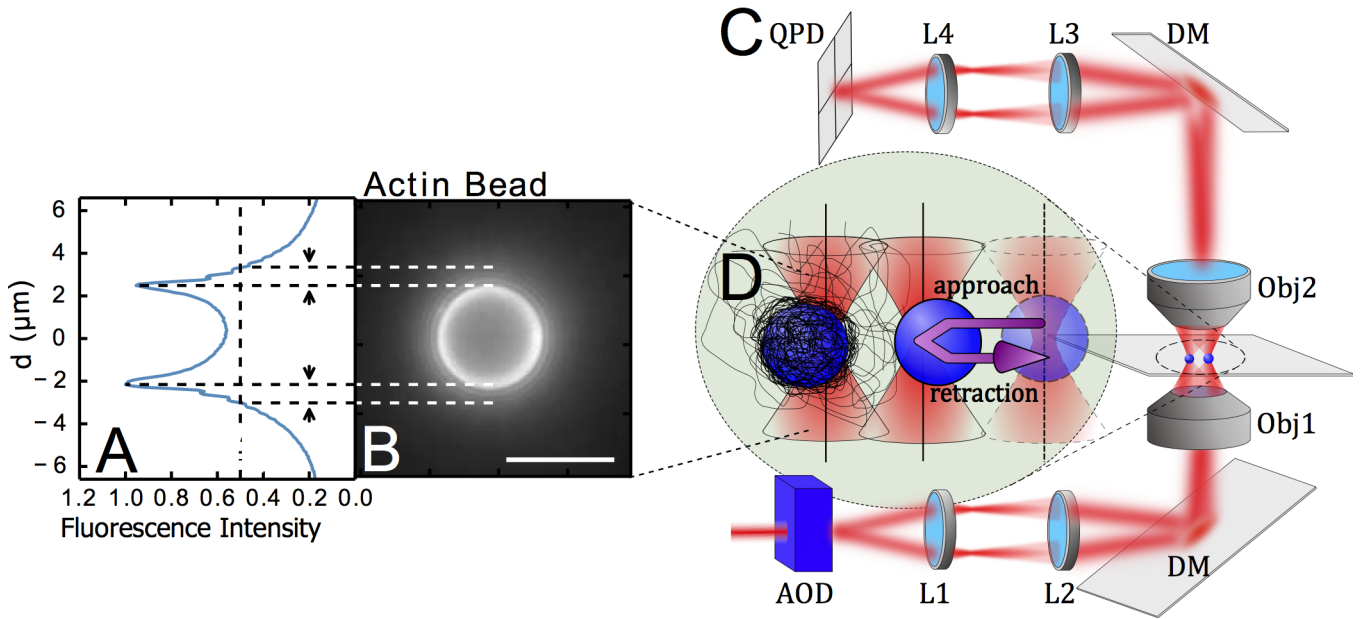 C
QPD
L4
L3
DM
Actin Bead
6
4
2
0
−2
−4
−6
d (μm)
A
B
1.2 1.0 0.8 0.6 0.4 0.2 0.0
Fluorescence Intensity
D
approach
retraction
Obj2
Obj1
AOD
L1
L2
DM